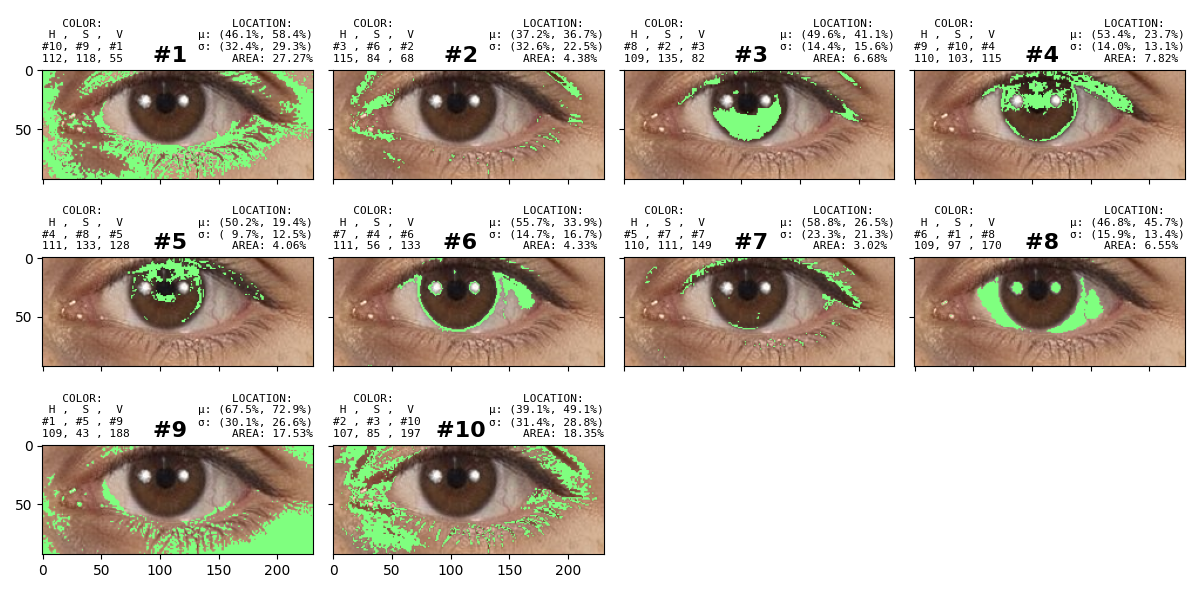 COLOR: LOCATION:
H , S , V μ: (46.1%, 58.4%)
#10, #9 , #1 #1 σ: (32.4%, 29.3%)
112, 118, 55 AREA: 27.27%
COLOR: LOCATION:
H , S , V μ: (37.2%, 36.7%)
#3 , #6 , #2 #2 σ: (32.6%, 22.5%)
115, 84 , 68 AREA: 4.38%
COLOR: LOCATION:
H , S , V μ: (49.6%, 41.1%)
#8 , #2 , #3 #3 σ: (14.4%, 15.6%)
109, 135, 82 AREA: 6.68%
COLOR: LOCATION:
H , S , V μ: (53.4%, 23.7%)
#9 , #10, #4 #4 σ: (14.0%, 13.1%)
110, 103, 115 AREA: 7.82%
0
50
COLOR: LOCATION:
H , S , V μ: (50.2%, 19.4%)
#4 , #8 , #5 #5 σ: ( 9.7%, 12.5%)
111, 133, 128 AREA: 4.06%
COLOR: LOCATION:
H , S , V μ: (55.7%, 33.9%)
#7 , #4 , #6 #6 σ: (14.7%, 16.7%)
111, 56 , 133 AREA: 4.33%
COLOR: LOCATION:
H , S , V μ: (58.8%, 26.5%)
#5 , #7 , #7 #7 σ: (23.3%, 21.3%)
110, 111, 149 AREA: 3.02%
COLOR: LOCATION:
H , S , V μ: (46.8%, 45.7%)
#6 , #1 , #8 #8 σ: (15.9%, 13.4%)
109, 97 , 170 AREA: 6.55%
0
50
COLOR: LOCATION:
H , S , V μ: (67.5%, 72.9%)
#1 , #5 , #9 #9 σ: (30.1%, 26.6%)
109, 43 , 188 AREA: 17.53%
COLOR: LOCATION:
H , S , V μ: (39.1%, 49.1%)
#2 , #3 , #10 #10 σ: (31.4%, 28.8%)
107, 85 , 197 AREA: 18.35%
0
50
0 50 100 150 200
0 50 100 150 200